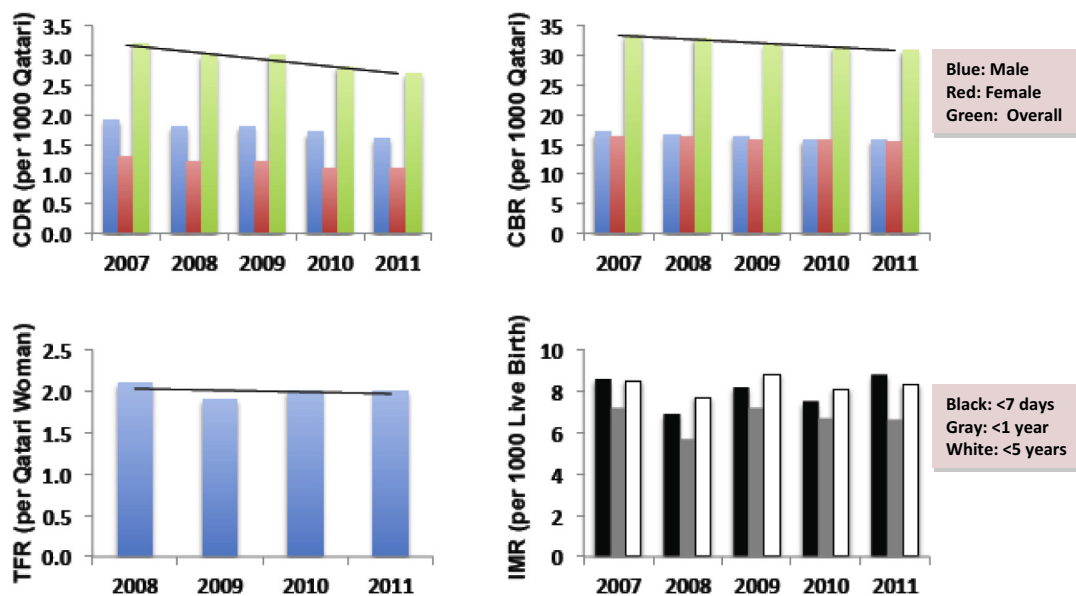 CDR (per 1000 Qatari)
3.5
3.0
2.5
2.0
1.5
1.0
0.5
0.0
2007 2008 2009 2010 2011
CBR (per 1000 Qatari)
35
30
25
20
15
10
5
0
2007 2008 2009 2010 2011
Blue: Male
Red: Female
Green: Overall
TFR (per Qatari Woman)
2.5
2.0
1.5
1.0
0.5
0.0
2008 2009 2010 2011
IMR (per 1000 Live Birth)
10
8
6
4
2
0
2007 2008 2009 2010 2011
Black: <7 days
Gray: <1 year
White: <5 years